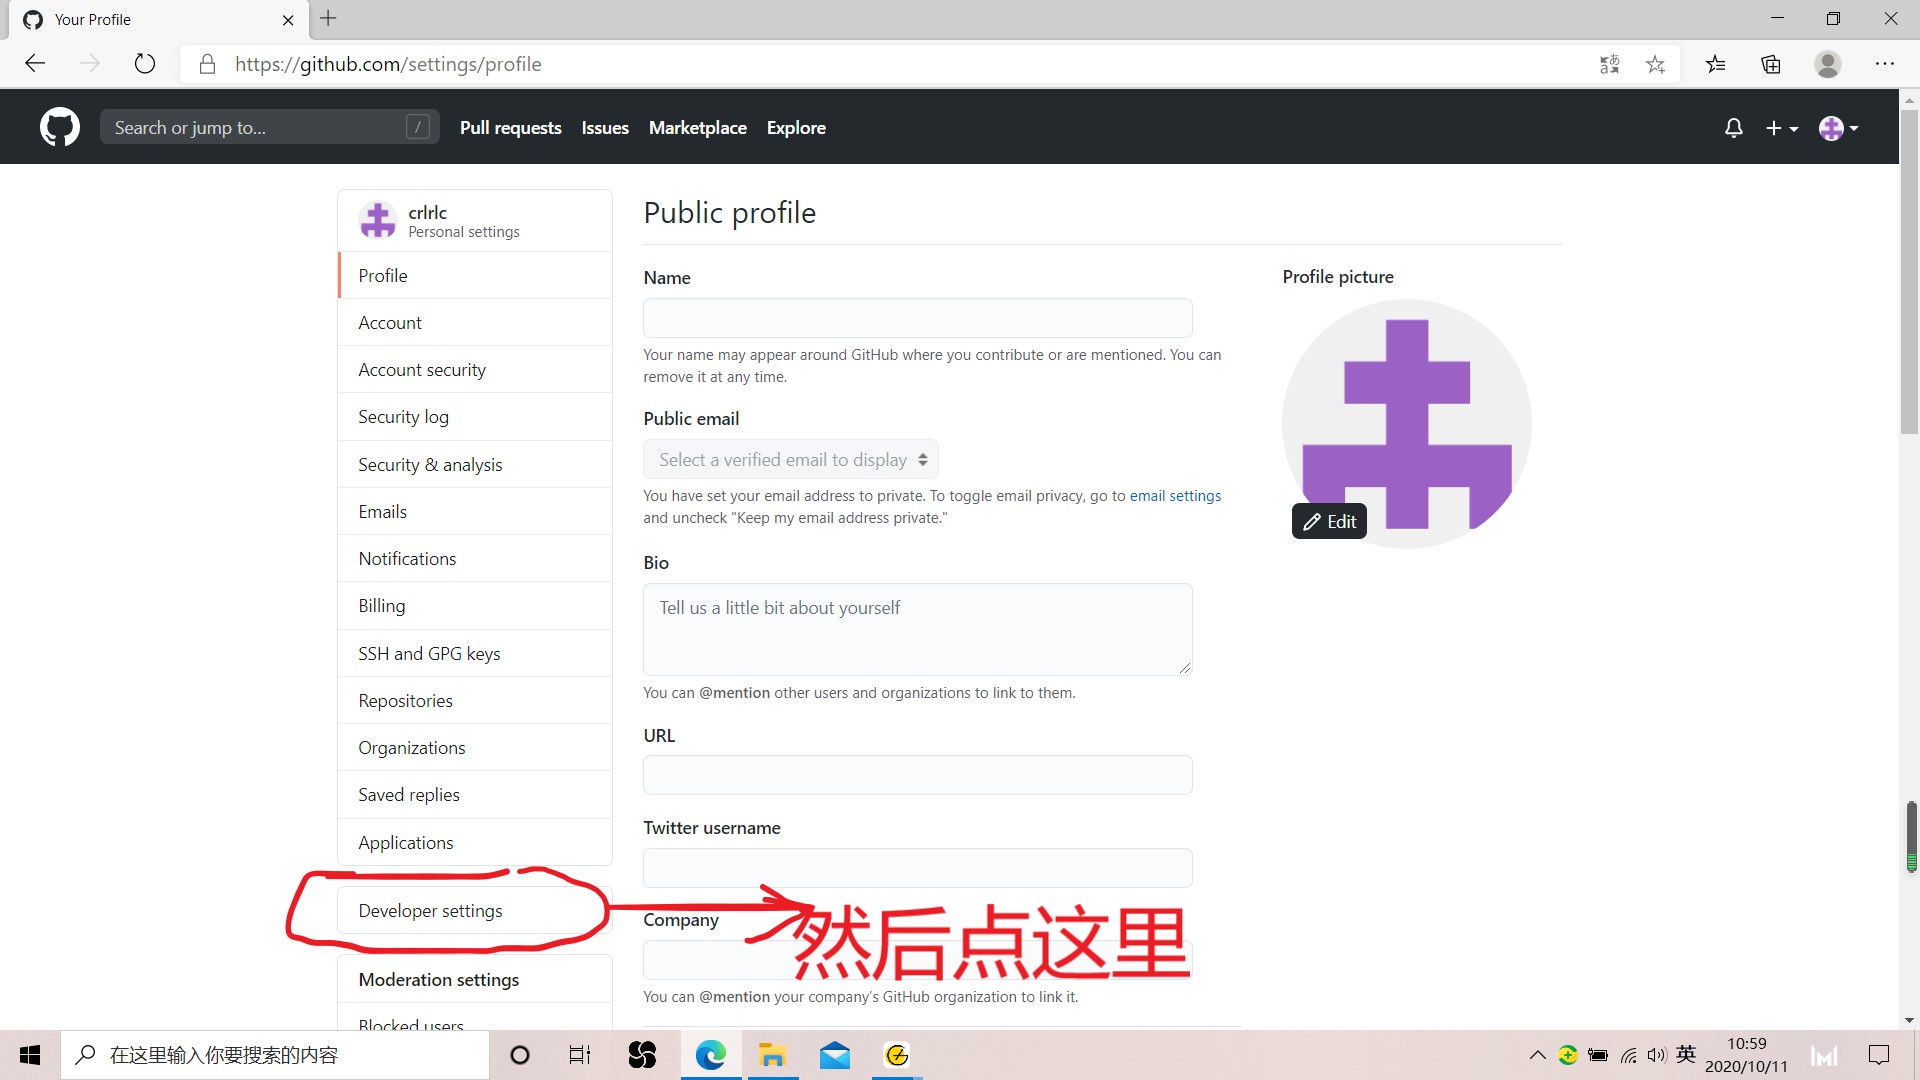 Your Profile
https://github.com/settings/profile
Search or jump to...
/
Pull requests
Issues
Marketplace
Explore
crlrlc
Personal settings
Profile
Account
Account security
Security log
Security & analysis
Emails
Notifications
Billing
SSH and GPG keys
Repositories
Organizations
Saved replies
Applications
Developer settings
Moderation settings
Blocked users
Public profile
Name
Your name may appear around GitHub where you contribute or are mentioned. You can
remove it at any time.
Public email
Select a verified email to display
You have set your email address to private. To toggle email privacy, go to email settings
and uncheck "Keep my email address private."
Bio
Tell us a little bit about yourself
You can @mention other users and organizations to link to them.
URL
Twitter username
Company
然后点这里
You can @mention your company's GitHub organization to link it.
Profile picture
Edit
在这里输入你要搜索的内容
英
10:59
2020/10/11